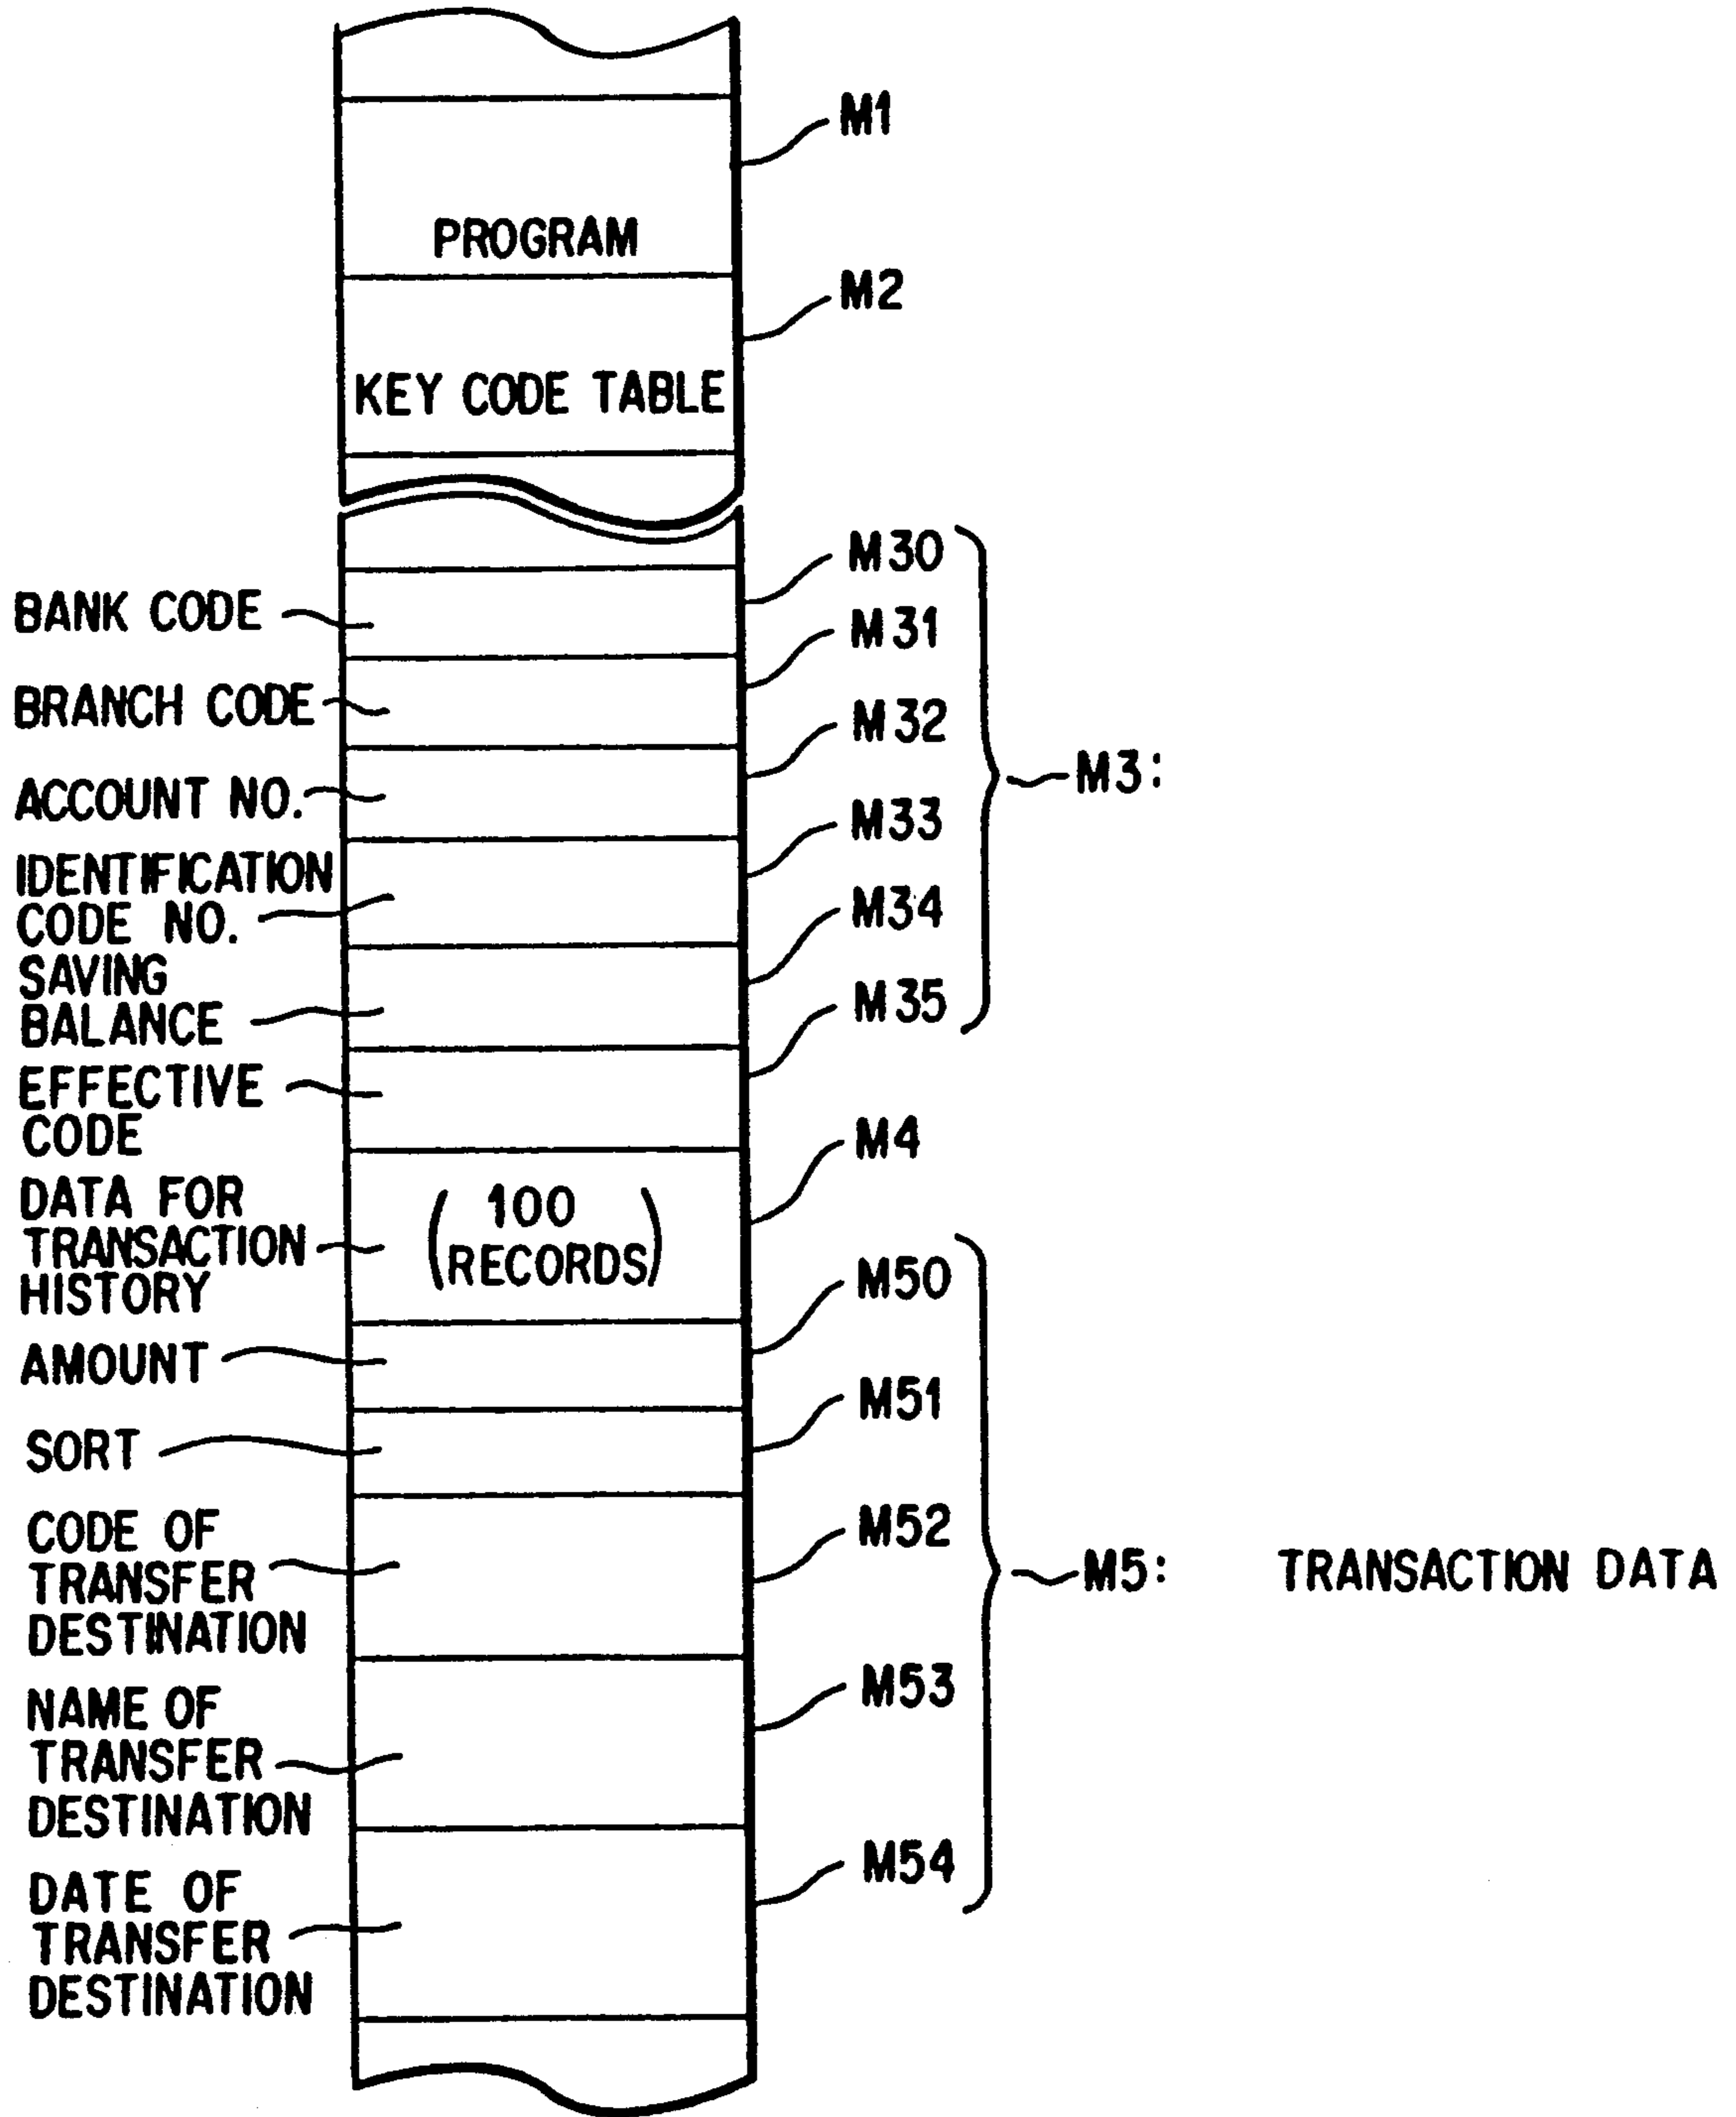 M1
PROGRAM
M2
KEY CODE TABLE
M30
BANK CODE
M31
BRANCH CODE
M32
M3:
ACCOUNT NO.
M33
IDENTIFICATION
CODE NO.
M34
SAVING
BALANCE
M35
EFFECTIVE
CODE
M4
DATA FOR
TRANSACTION
HISTORY
(100
RECORDS)
M50
AMOUNT
M51
SORT
M52
CODE OF
TRANSFER
DESTINATION
M5: TRANSACTION DATA
M53
NAME OF
TRANSFER
DESTINATION
M54
DATE OF
TRANSFER
DESTINATION